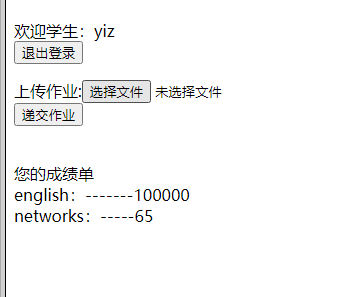 欢迎学生：yiz
退出登录
上传作业:选择文件 未选择文件
递交作业
您的成绩单
english：-------100000
networks：-----65